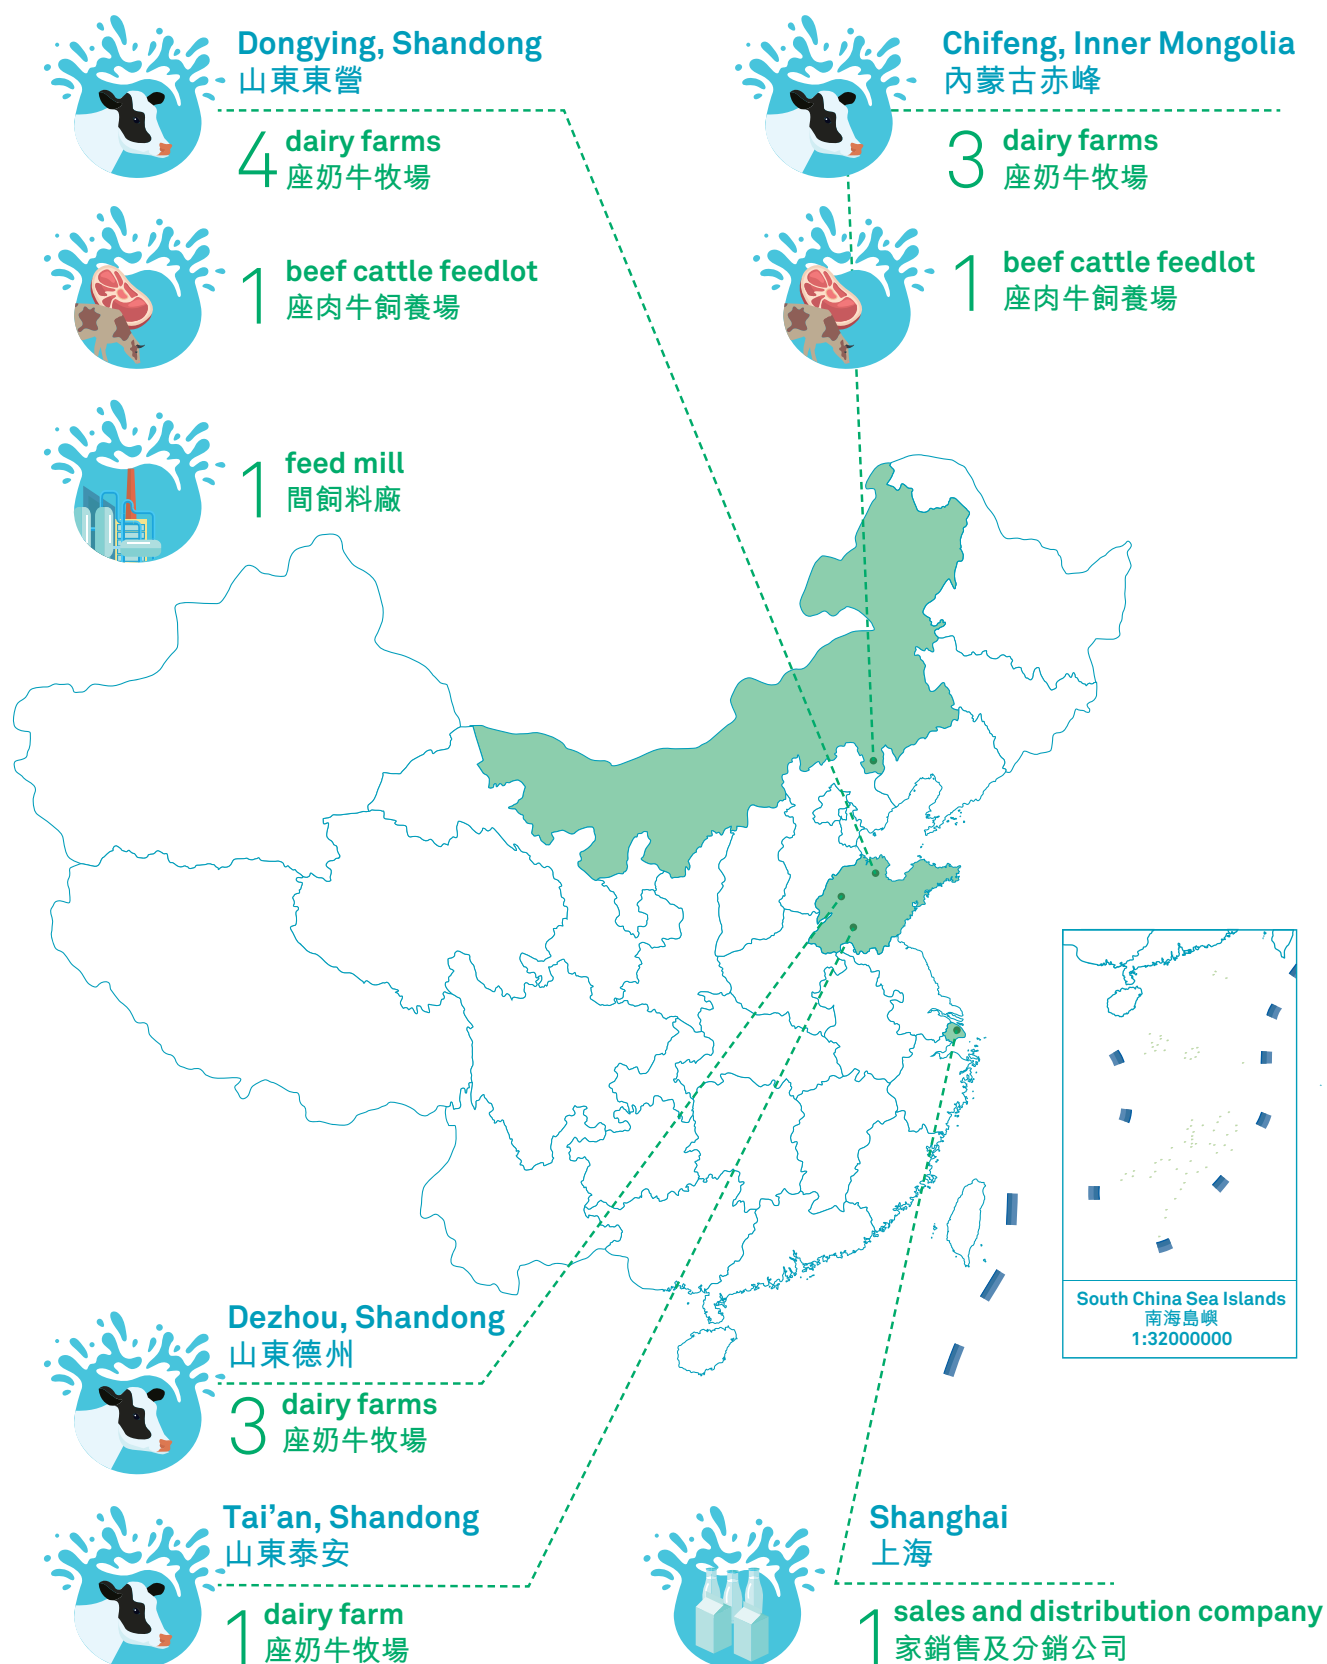 Dongying, Shandong
山東東營
4 dairy farms
座奶牛牧場
1 beef cattle feedlot
座肉牛飼養場
1 feed mill
間飼料廠
Chifeng, Inner Mongolia
內蒙古赤峰
3 dairy farms
座奶牛牧場
1 beef cattle feedlot
座肉牛飼養場
South China Sea Islands
南海島嶼
1:32000000
Dezhou, Shandong
山東德州
3 dairy farms
座奶牛牧場
Tai’an, Shandong
山東泰安
1 dairy farm
座奶牛牧場
Shanghai
上海
1 sales and distribution company
家銷售及分銷公司